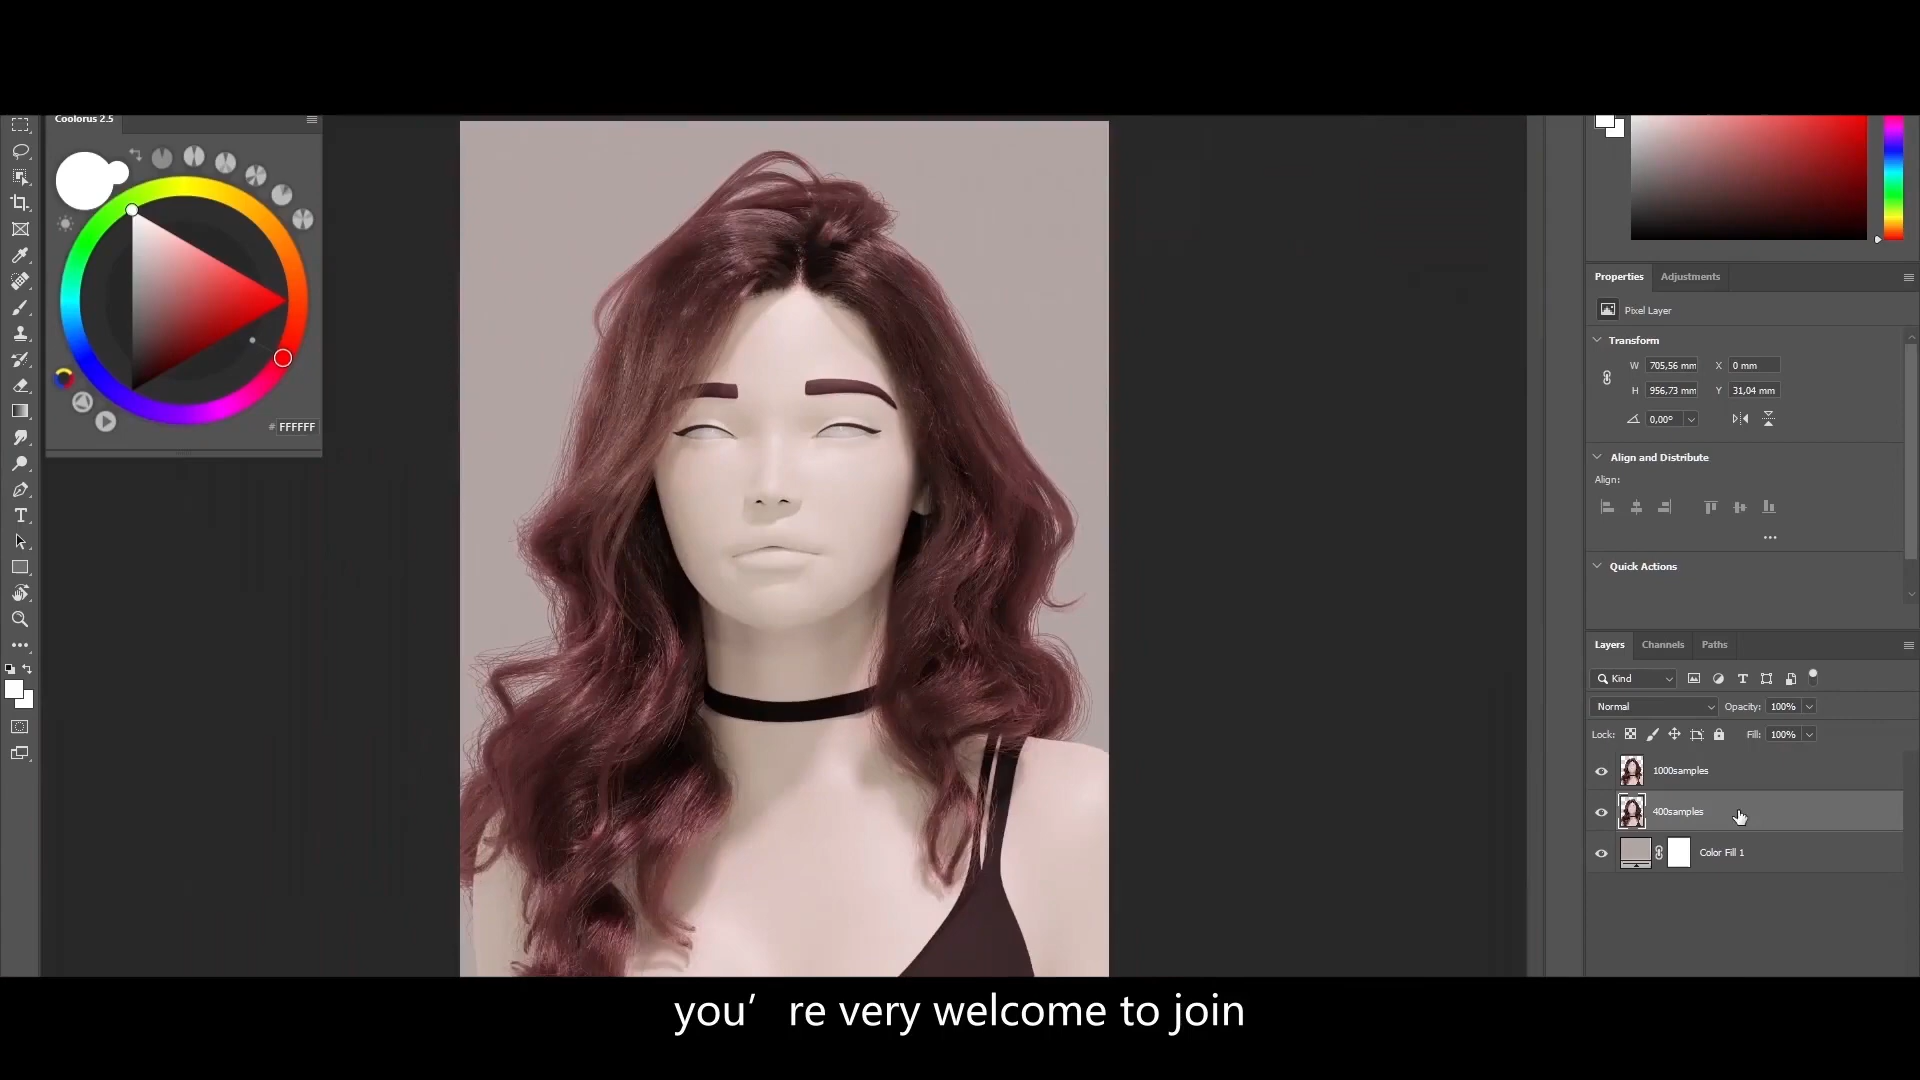 Coolorus 2.5
# FFFFFF
Properties Adjustments
Pixel Layer
Transform
W 705,56 mm X 0 mm
H 956,73 mm Y 31,04 mm
0,00°
Align and Distribute
Align:
Quick Actions
Layers Channels Paths
Kind
Normal Opacity: 100%
Lock: Fill: 100%
1000samples
400samples
Color Fill 1
you’re very welcome to join